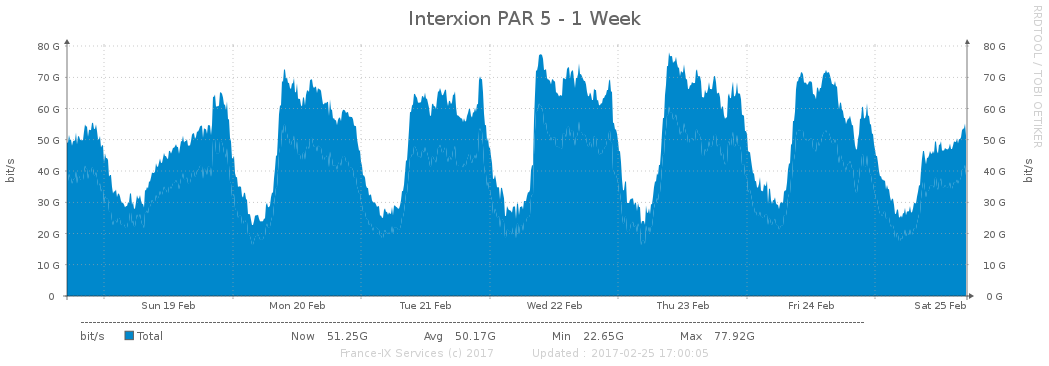 Interxion PAR 5 - 1 Week
RRDTOOL / TOBI OETIKER
bit/s
80 G
70 G
60 G
50 G
40 G
30 G
20 G
10 G
0
80 G
70 G
60 G
50 G
40 G
30 G
20 G
10 G
0 G
bit/s
Sun 19 Feb Mon 20 Feb Tue 21 Feb Wed 22 Feb Thu 23 Feb Fri 24 Feb Sat 25 Feb
bit/s Total Now 51.25G Avg 50.17G Min 22.65G Max 77.92G
France-IX Services (c) 2017 Updated : 2017-02-25 17:00:05